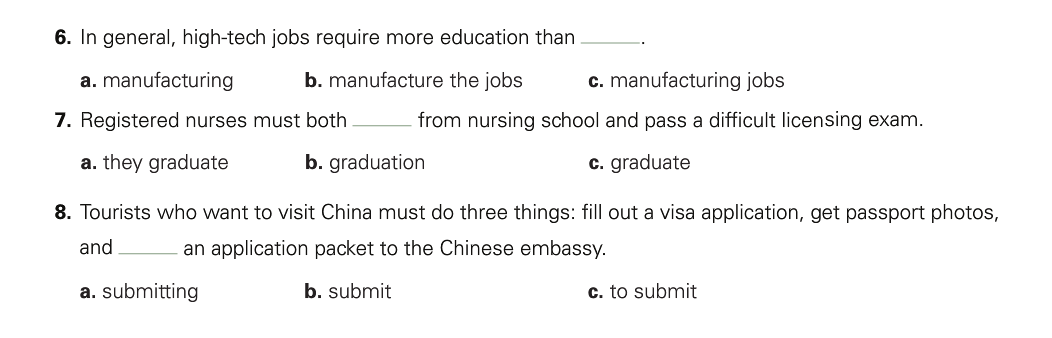 6. In general, high-tech jobs require more education than ______.
a. manufacturing b. manufacture the jobs c. manufacturing jobs
7. Registered nurses must both ______ from nursing school and pass a difficult licensing exam.
a. they graduate b. graduation c. graduate
8. Tourists who want to visit China must do three things: fill out a visa application, get passport photos,
and ______ an application packet to the Chinese embassy.
a. submitting b. submit c. to submit